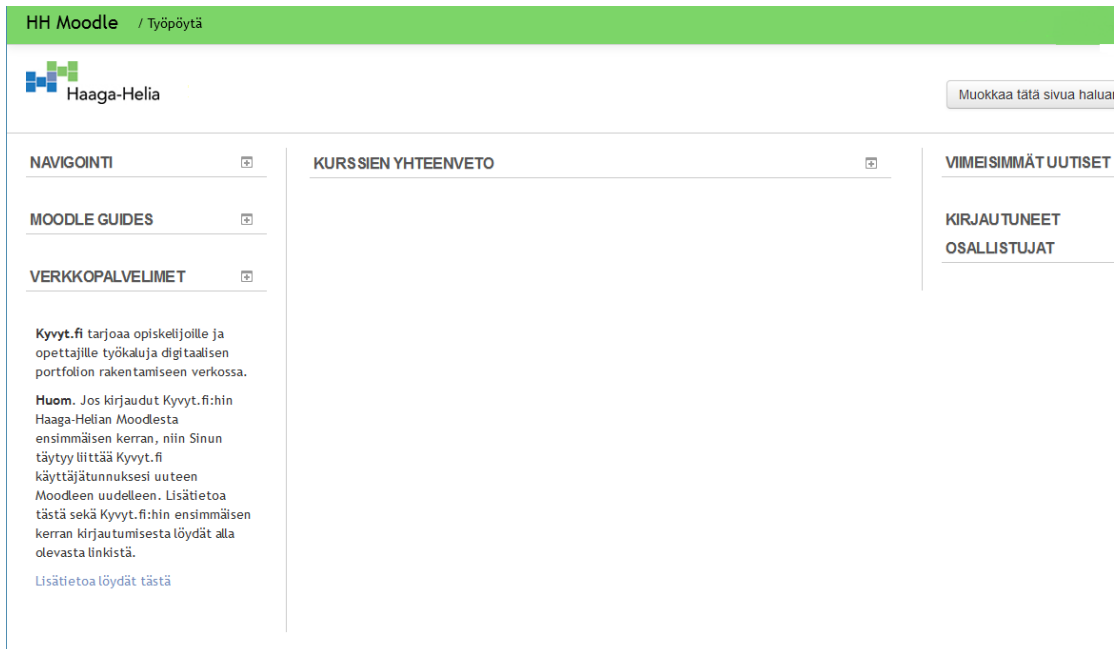 HH Moodle / Työpöytä
Haaga-Helia
Muokkaa tätä sivua
NAVIGOINTI
MOODLE GUIDES
VERKKOPALVELIMET
Kyvyt.fi tarjoaa opiskelijoille ja
opettajille työkaluja digitaalisen
portfolion rakentamiseen verkossa.
Huom. Jos kirjaudut Kyvyt.fi:hin
Haaga-Helian Moodlesta
ensimmäisen kerran, niin Sinun
täytyy liittää Kyvyt.fi
käyttäjätunnuksesi uuteen
Moodleen uudelleen. Lisätietoa
tästä sekä Kyvyt.fi:hin ensimmäisen
kerran kirjautumisesta löydät alla
olevasta linkistä.
Lisätietoa löydät tästä
KURSSIEN YHTEENVETO
VIIMEISIMMÄT UUTISET
KIRJAUTUNEET
OSALLISTUJAT